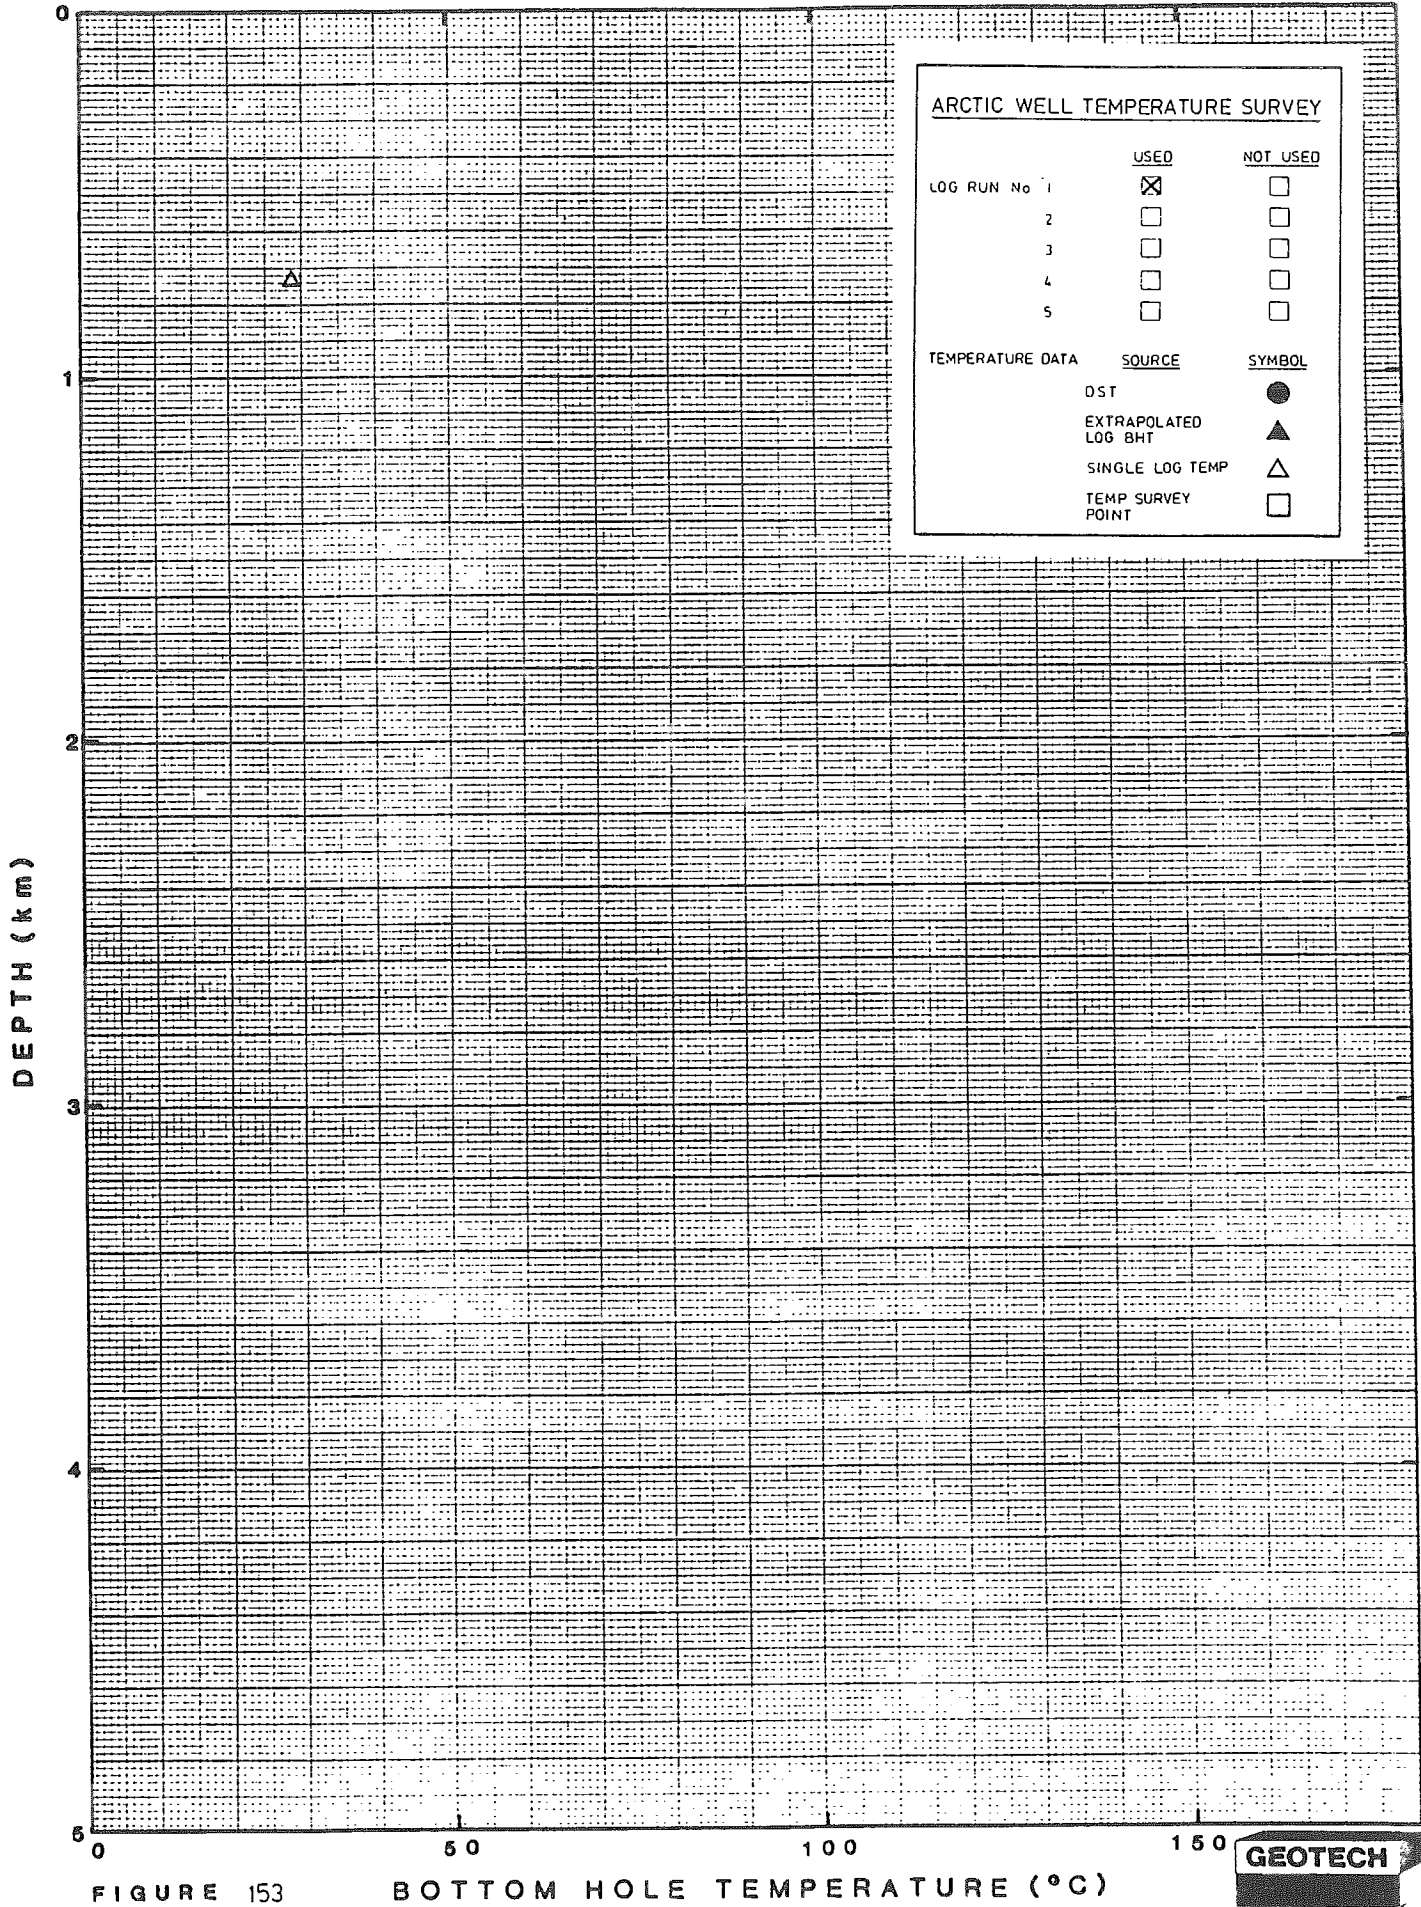 0
ARCTIC WELL TEMPERATURE SURVEY
USED NOT USED
LOG RUN No 1
2
3
4
5
TEMPERATURE DATA SOURCE SYMBOL
DST
EXTRAPOLATED
LOG BHT
SINGLE LOG TEMP
TEMP SURVEY
POINT
1
2
DEPTH (km)
3
4
5
0 50 100 150
GEOTECH
FIGURE 153 BOTTOM HOLE TEMPERATURE (°C)